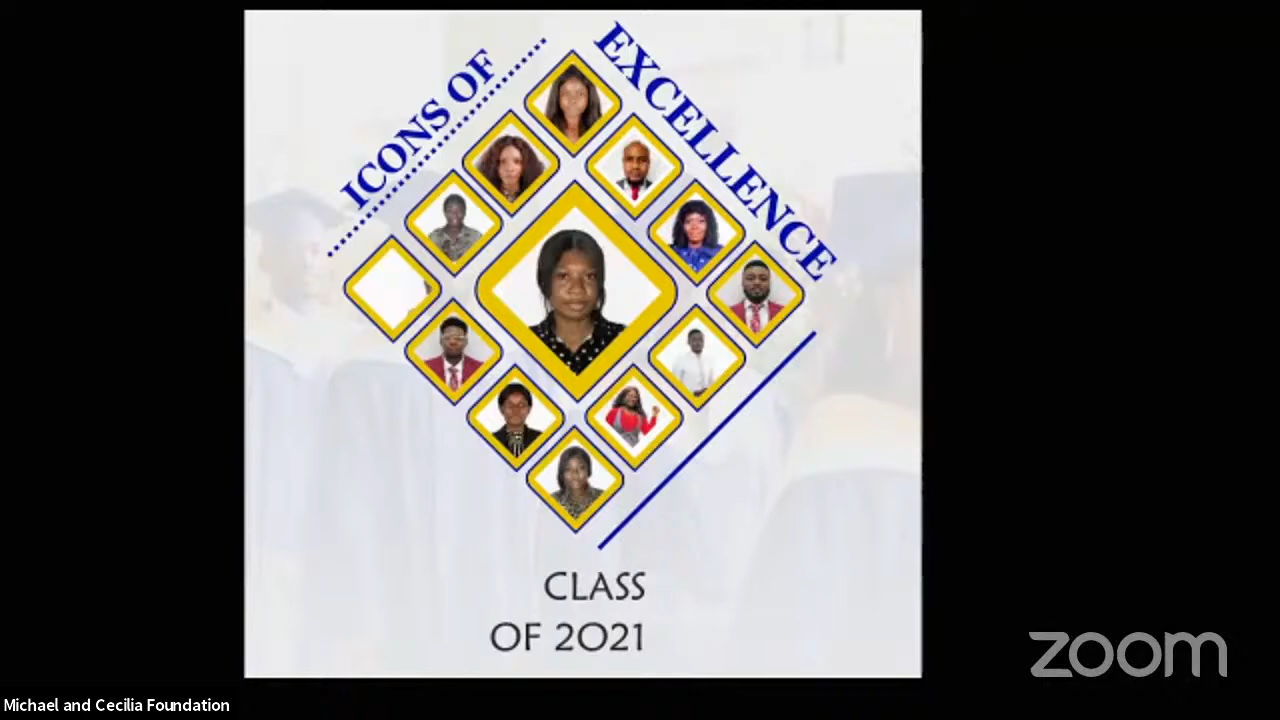 ICONS OF
EXCELLENCE
CLASS
OF 2021
zoom
Michael and Cecilia Foundation